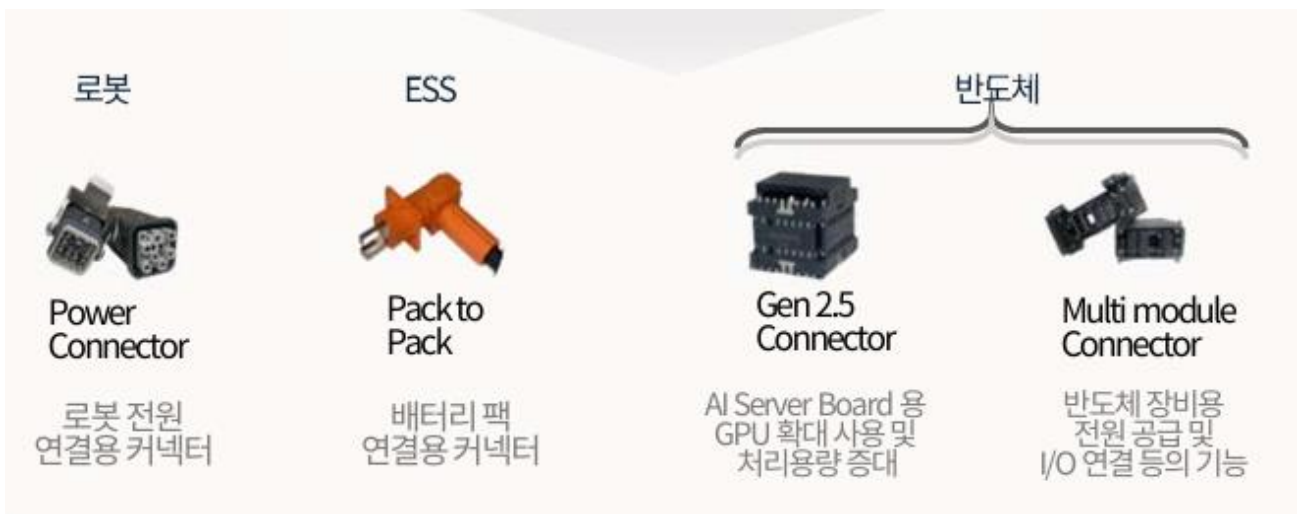 로봇
ESS
반도체
Power
Connector
로봇 전원
연결용 커넥터
Pack to
Pack
배터리 팩
연결용 커넥터
Gen 2.5
Connector
AI Server Board 용
GPU 확대 사용 및
처리용량 증대
Multi module
Connector
반도체 장비용
전원 공급 및
I/O 연결 등의 기능